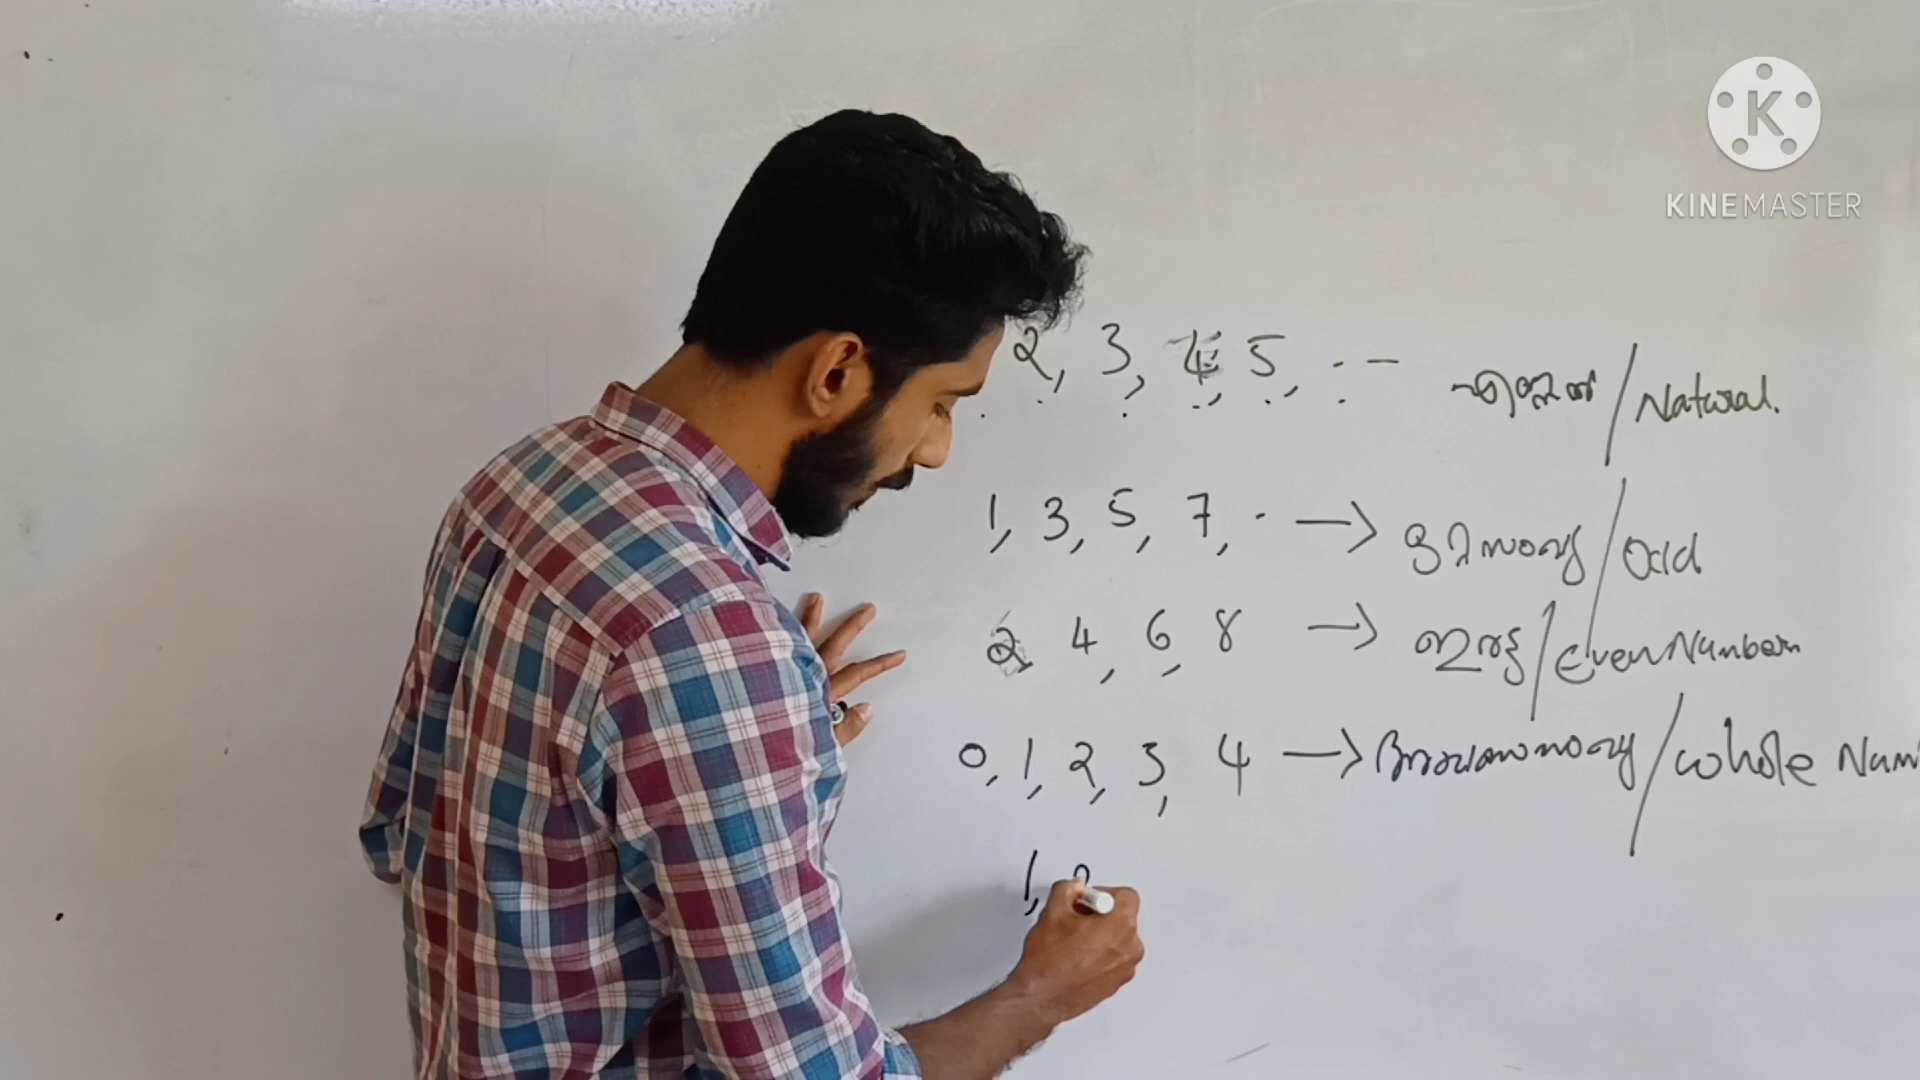 K
KINEMASTER
2, 3, 4, 5, . - എണ്ണൽ / Natural.
1, 3, 5, 7, . → ഒറ്റസംഖ്യ / odd
2 4, 6, 8 → ഇരട്ട / Even Numbers
0, 1, 2, 3, 4 → അഖണ്ഡസംഖ്യ / whole Num
1, 2